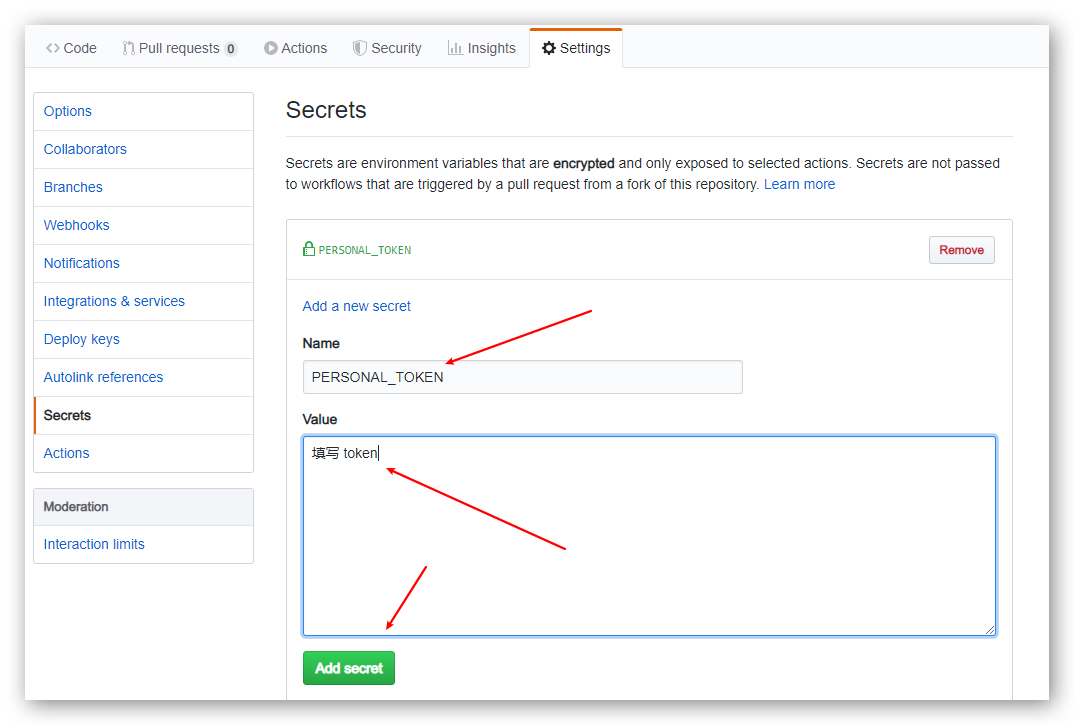 Code Pull requests 0 Actions Security Insights Settings
Options
Collaborators
Branches
Webhooks
Notifications
Integrations & services
Deploy keys
Autolink references
Secrets
Actions
Moderation
Interaction limits
Secrets
Secrets are environment variables that are encrypted and only exposed to selected actions. Secrets are not passed
to workflows that are triggered by a pull request from a fork of this repository. Learn more
PERSONAL_TOKEN Remove
Add a new secret
Name
PERSONAL_TOKEN
Value
填写 token
Add secret